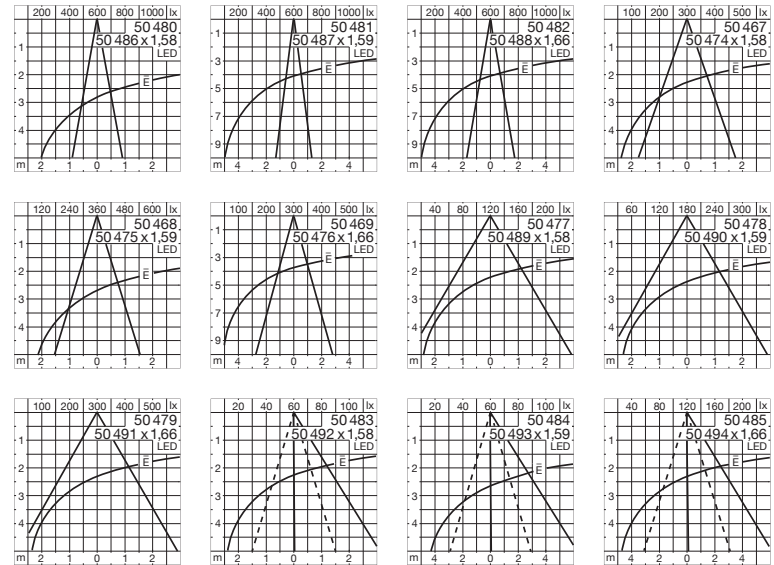 200 400 600 800 1000 lx
50 480
50 486 x 1,58
LED
1
2
3
4
Ē
m 2 1 0 1 2
200 400 600 800 1000 lx
50 481
50 487 x 1,59
LED
1
3
5
7
9
Ē
m 4 2 0 2 4
200 400 600 800 1000 lx
50 482
50 488 x 1,66
LED
1
3
5
7
9
Ē
m 4 2 0 2 4
100 200 300 400 500 lx
50 467
50 474 x 1,58
LED
1
2
3
4
Ē
m 2 1 0 1 2
120 240 360 480 600 lx
50 468
50 475 x 1,59
LED
1
2
3
4
Ē
m 2 1 0 1 2
100 200 300 400 500 lx
50 469
50 476 x 1,66
LED
1
3
5
7
9
Ē
m 4 2 0 2 4
40 80 120 160 200 lx
50 477
50 489 x 1,58
LED
1
2
3
4
Ē
m 2 1 0 1 2
60 120 180 240 300 lx
50 478
50 490 x 1,59
LED
1
2
3
4
Ē
m 2 1 0 1 2
100 200 300 400 500 lx
50 479
50 491 x 1,66
LED
1
2
3
4
Ē
m 2 1 0 1 2
20 40 60 80 100 lx
50 483
50 492 x 1,58
LED
1
2
3
4
Ē
m 2 1 0 1 2
20 40 60 80 100 lx
50 484
50 493 x 1,59
LED
1
2
3
4
Ē
m 4 2 0 2 4
40 80 120 160 200 lx
50 485
50 494 x 1,66
LED
1
2
3
4
Ē
m 4 2 0 2 4